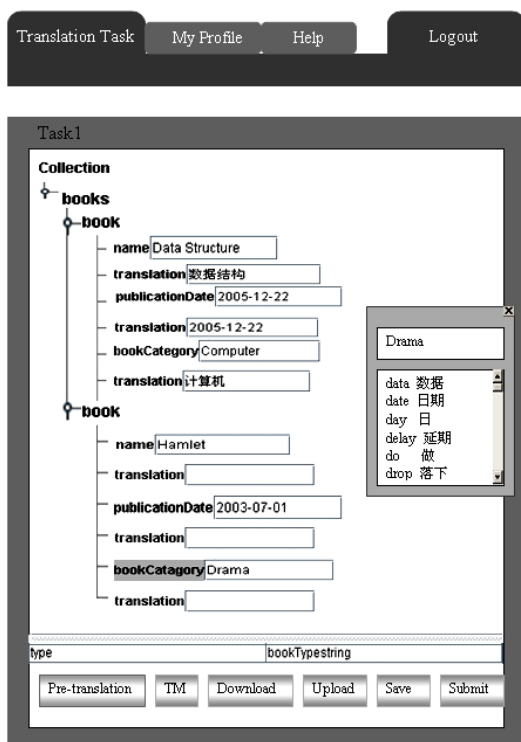 Translation Task My Profile Help Logout
Task1
Collection
books
book
name Data Structure
translation 数据结构
publicationDate 2005-12-22
translation 2005-12-22
bookCategory Computer
translation 计算机
book
name Hamlet
translation
publicationDate 2003-07-01
translation
bookCatagory Drama
translation
Drama
data 数据
date 日期
day 日
delay 延期
do 做
drop 落下
type bookTypestring
Pre-translation TM Download Upload Save Submit